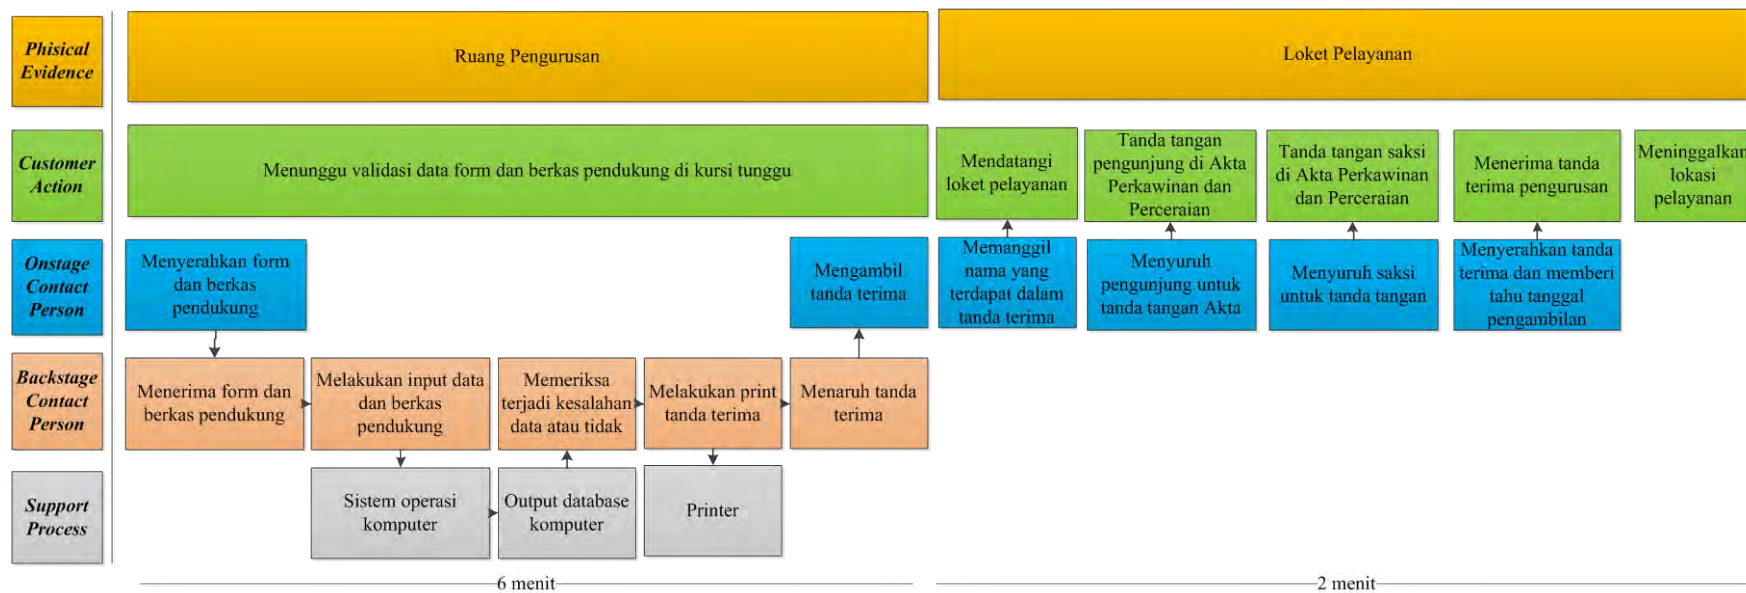 Phisical
Evidence
Ruang Pengurusan
Loket Pelayanan
Customer
Action
Menunggu validasi data form dan berkas pendukung di kursi tunggu
Mendatangi
loket pelayanan
Tanda tangan
pengunjung di Akta
Perkawinan dan
Perceraian
Tanda tangan saksi
di Akta Perkawinan
dan Perceraian
Menerima tanda
terima pengurusan
Meninggalkan
lokasi
pelayanan
Onstage
Contact
Person
Menyerahkan form
dan berkas
pendukung
Mengambil
tanda terima
Memanggil
nama yang
terdapat dalam
tanda terima
Menyuruh
pengunjung untuk
tanda tangan Akta
Menyuruh saksi
untuk tanda tangan
Menyerahkan tanda
terima dan memberi
tahu tanggal
pengambilan
Backstage
Contact
Person
Menerima form dan
berkas pendukung
Melakukan input data
dan berkas
pendukung
Memeriksa
terjadi kesalahan
data atau tidak
Melakukan print
tanda terima
Menaruh tanda
terima
Support
Process
Sistem operasi
komputer
Output database
komputer
Printer
6 menit
2 menit